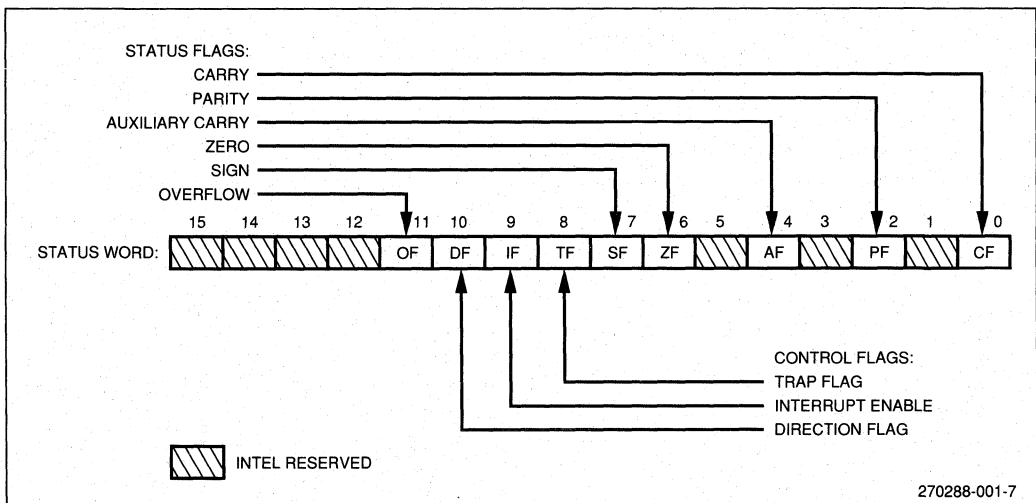 STATUS FLAGS:
CARRY
PARITY
AUXILIARY CARRY
ZERO
SIGN
OVERFLOW
15 14 13 12 11 10 9 8 7 6 5 4 3 2 1 0
STATUS WORD: OF DF IF TF SF ZF AF PF CF
CONTROL FLAGS:
TRAP FLAG
INTERRUPT ENABLE
DIRECTION FLAG
INTEL RESERVED
270288-001-7